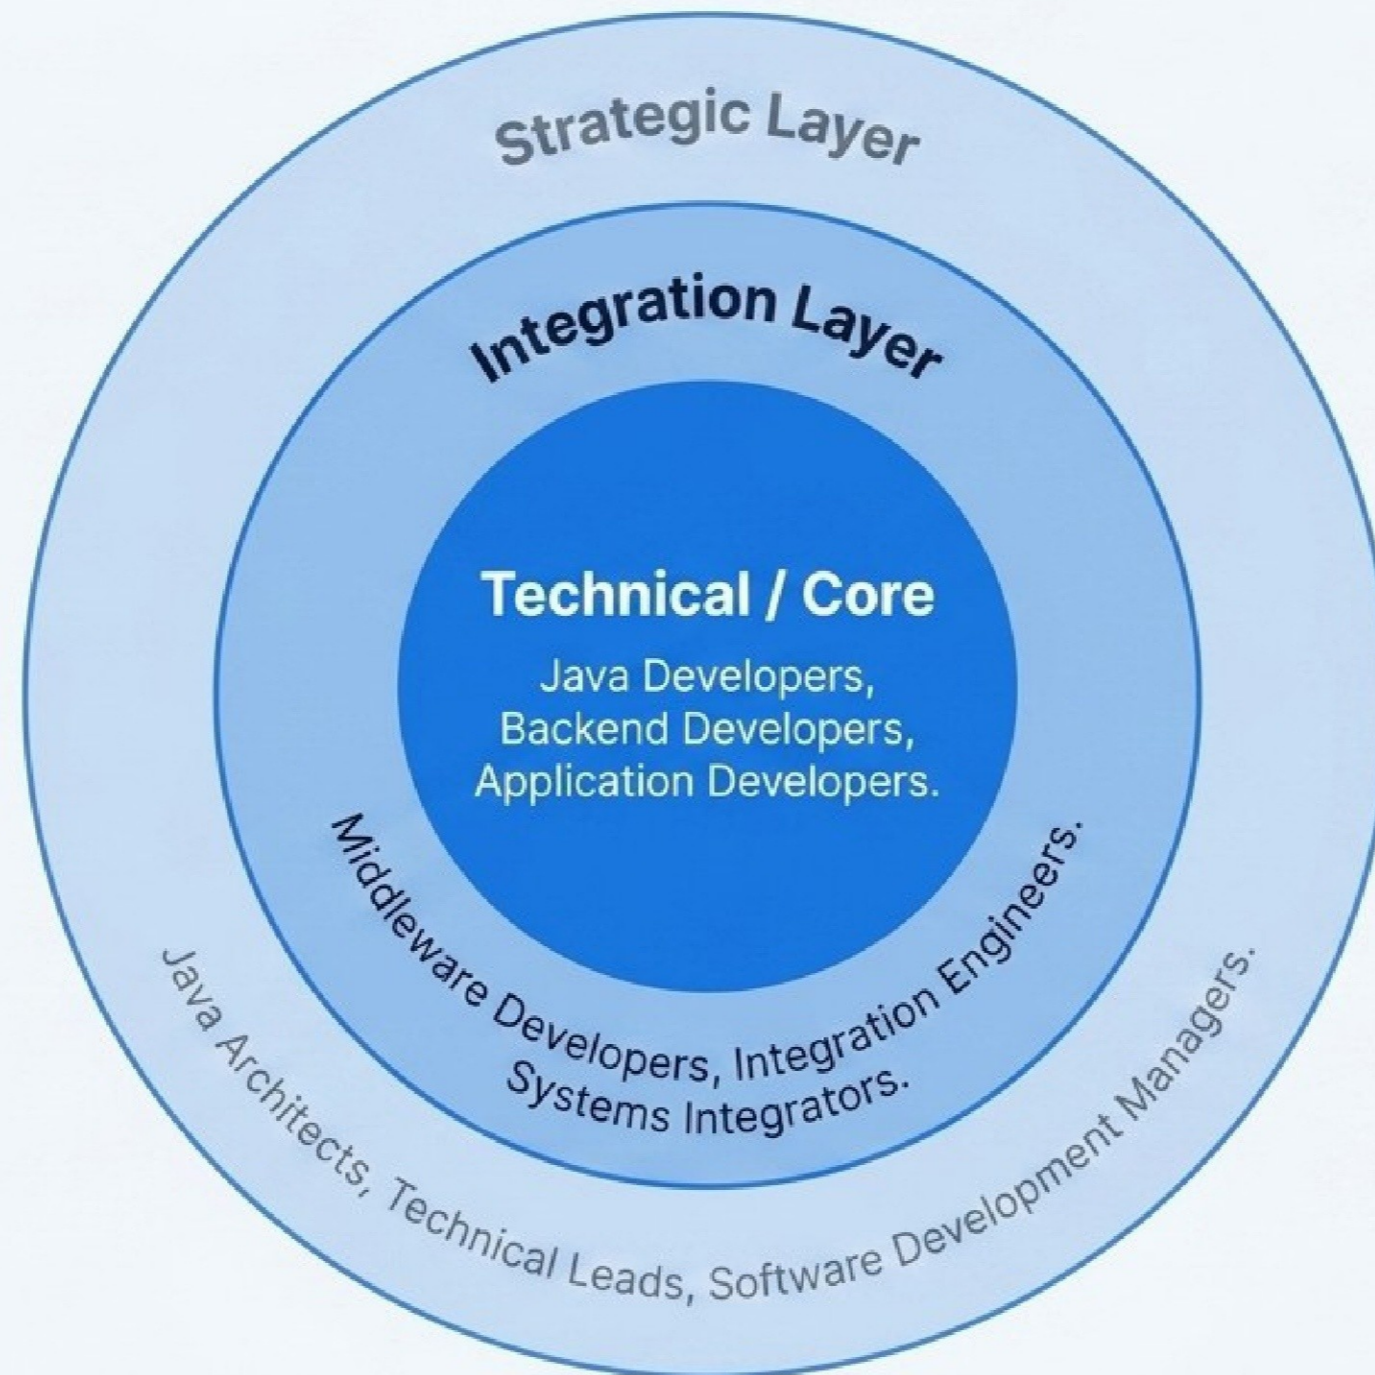 Strategic Layer
Integration Layer
Technical / Core
Java Developers,
Backend Developers,
Application Developers.
Middleware Developers, Integration Engineers.
Systems Integrators.
Java Architects, Technical Leads, Software Development Managers.